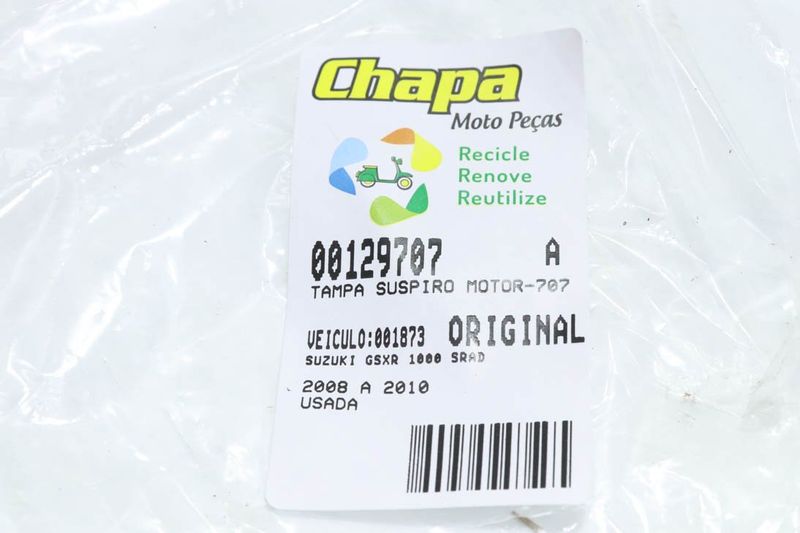 Chapa
Moto Peças
Recicle
Renove
Reutilize
00129707 A
TAMPA SUSPIRO MOTOR-707
VEICULO:001873 ORIGINAL
SUZUKI GSXR 1000 SRAD
2008 A 2010
USADA